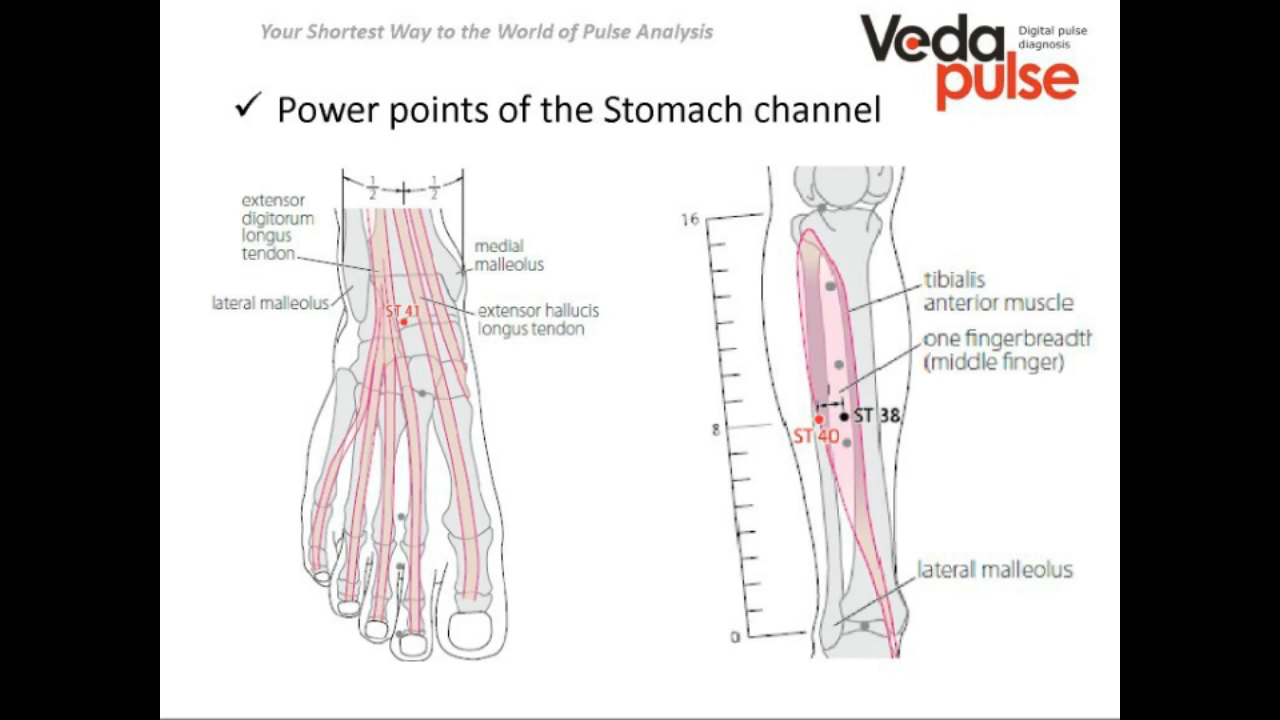 Your Shortest Way to the World of Pulse Analysis
Veda
pulse
Digital pulse
diagnosis
✓ Power points of the Stomach channel
1/2 1/2
extensor
digitorum
longus
tendon
lateral malleolus
medial
malleolus
extensor hallucis
longus tendon
ST 41
16
8
0
tibialis
anterior muscle
one fingerbreadth
(middle finger)
ST 38
ST 40
lateral malleolus